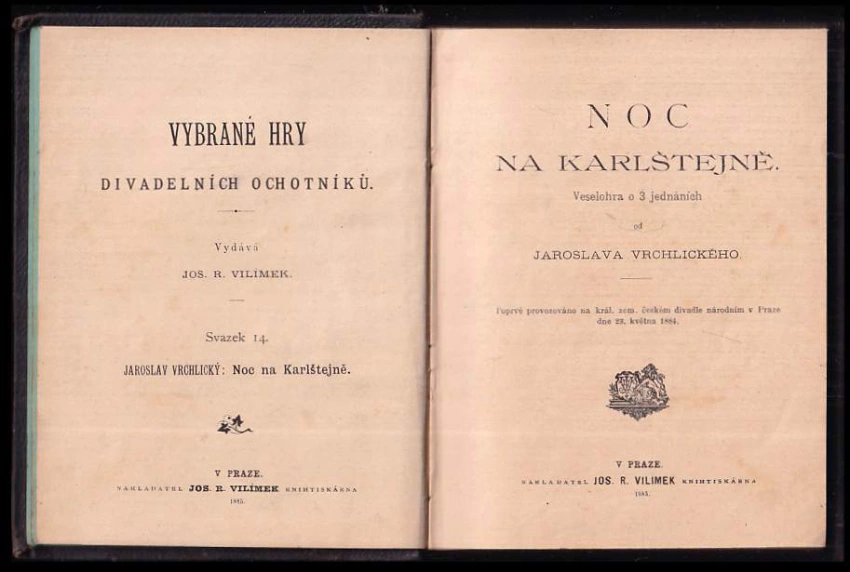 VYBRANÉ HRY
DIVADELNÍCH OCHOTNÍKŮ.
Vydává
JOS. R. VILÍMEK.
Svazek 14.
JAROSLAV VRCHLICKÝ: Noc na Karlštejně.
V PRAZE.
NAKLADATEL JOS. R. VILÍMEK KNIHTISKÁRNA
1885.
NOC
NA KARLŠTEJNĚ.
Veselohra o 3 jednáních
od
JAROSLAVA VRCHLICKÉHO.
Poprvé provozováno na král. zem. českém divadle národním v Praze
dne 23. května 1884.
V PRAZE.
NAKLADATEL JOS. R. VILÍMEK KNIHTISKÁRNA
1885.